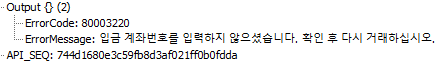 Output {} (2)
ErrorCode: 80003220
ErrorMessage: 입금 계좌번호를 입력하지 않으셨습니다. 확인 후 다시 거래하십시오.
API_SEQ: 744d1680e3c59fb8d3af021ff0b0fdda